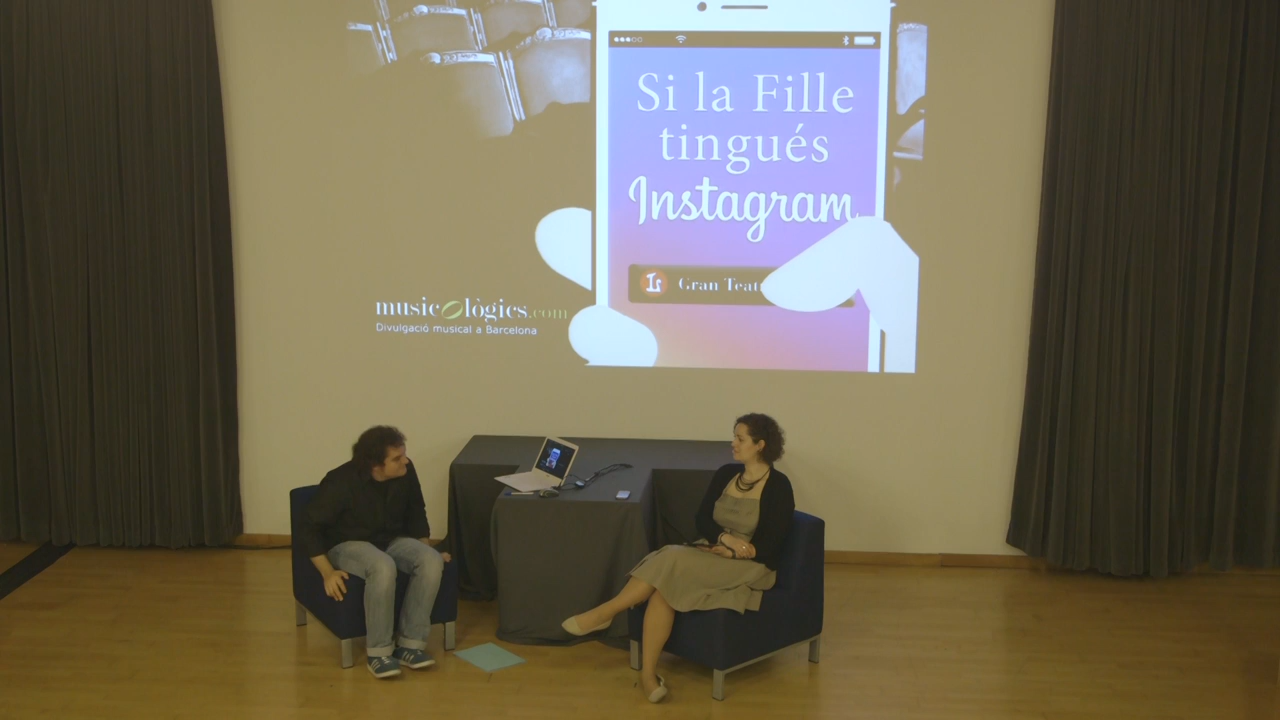 Si la Fille
tingués
Instagram
Gran Teat
musicològics.com
Divulgació musical a Barcelona